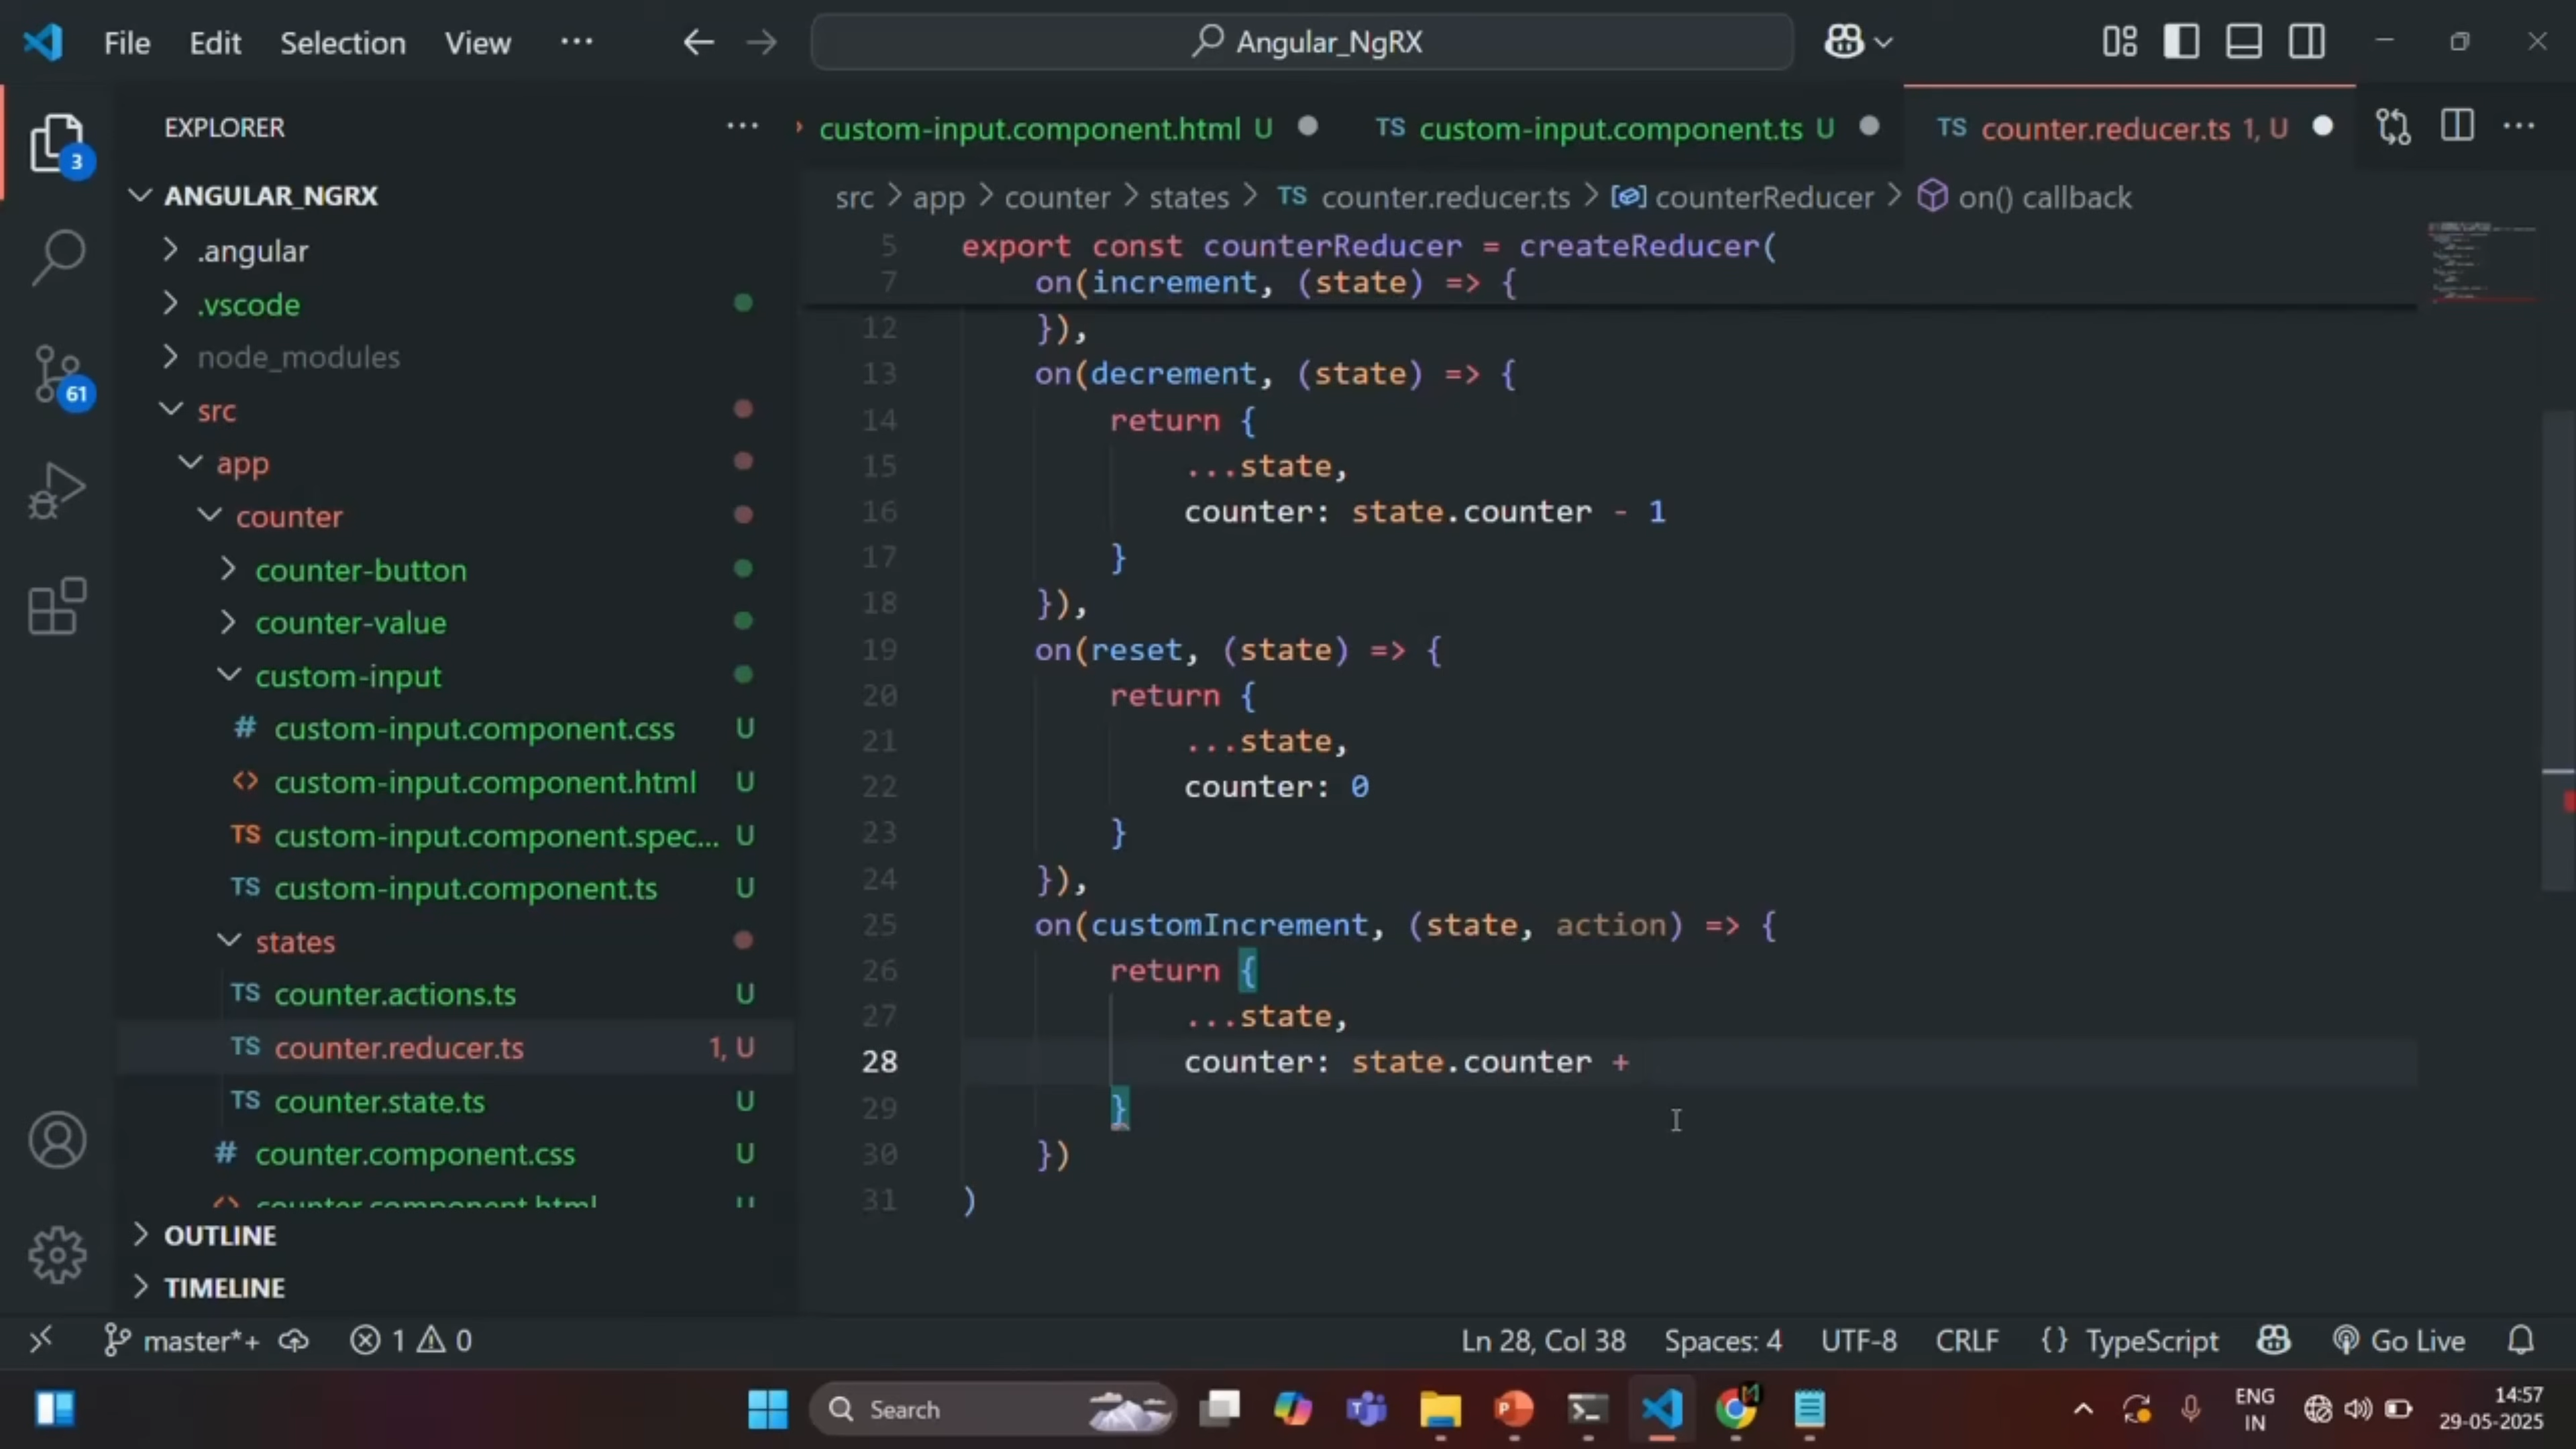 File Edit Selection View ··· Angular_NgRX
EXPLORER ···
3
61
ANGULAR_NGRX
.angular
.vscode
node_modules
src
app
counter
counter-button
counter-value
custom-input
# custom-input.component.css U
<> custom-input.component.html U
TS custom-input.component.spec... U
TS custom-input.component.ts U
states
TS counter.actions.ts U
TS counter.reducer.ts 1, U
TS counter.state.ts U
# counter.component.css U
<> counter.component.html U
OUTLINE
TIMELINE
custom-input.component.html U TS custom-input.component.ts U TS counter.reducer.ts 1, U ···
src > app > counter > states > TS counter.reducer.ts > counterReducer > on() callback
5 export const counterReducer = createReducer(
7 on(increment, (state) => {
12 }),
13 on(decrement, (state) => {
14 return {
15 ...state,
16 counter: state.counter - 1
17 }
18 }),
19 on(reset, (state) => {
20 return {
21 ...state,
22 counter: 0
23 }
24 }),
25 on(customIncrement, (state, action) => {
26 return {
27 ...state,
28 counter: state.counter +
29 }
30 })
31 )
master*+ 1 0 Ln 28, Col 38 Spaces: 4 UTF-8 CRLF {} TypeScript Go Live
Search ENG 14:57
IN 29-05-2025